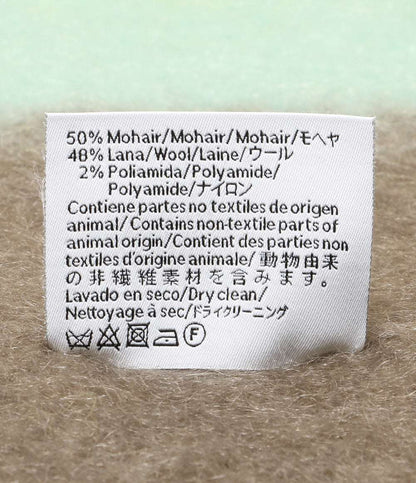 50% Mohair/Mohair/Mohair/モヘヤ
48% Lana/Wool/Laine/ウール
2% Poliamida/Polyamide/
Polyamide/ナイロン
Contiene partes no textiles de origen
animal/Contains non-textile parts of
animal origin/Contient des parties non
textiles d'origine animale/動物由来
の非繊維素材を含みます。
Lavado en seco/Dry clean/
Nettoyage à sec/ドライクリーニング
F